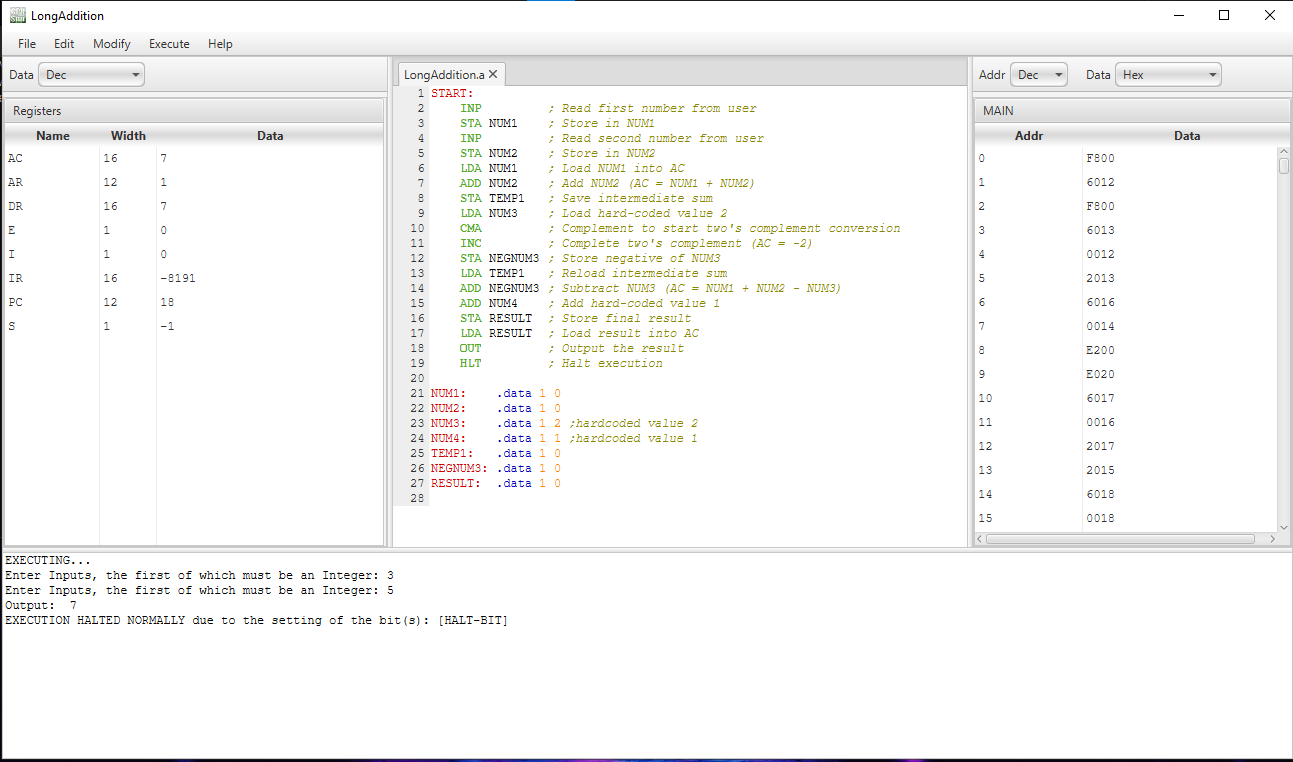 LongAddition
File Edit Modify Execute Help
Data Dec
Registers
Name Width Data
AC 16 7
AR 12 1
DR 16 7
E 1 0
I 1 0
IR 16 -8191
PC 12 18
S 1 -1
LongAddition.a ✕
1 START:
2 INP ; Read first number from user
3 STA NUM1 ; Store in NUM1
4 INP ; Read second number from user
5 STA NUM2 ; Store in NUM2
6 LDA NUM1 ; Load NUM1 into AC
7 ADD NUM2 ; Add NUM2 (AC = NUM1 + NUM2)
8 STA TEMP1 ; Save intermediate sum
9 LDA NUM3 ; Load hard-coded value 2
10 CMA ; Complement to start two's complement conversion
11 INC ; Complete two's complement (AC = -2)
12 STA NEGNUM3 ; Store negative of NUM3
13 LDA TEMP1 ; Reload intermediate sum
14 ADD NEGNUM3 ; Subtract NUM3 (AC = NUM1 + NUM2 - NUM3)
15 ADD NUM4 ; Add hard-coded value 1
16 STA RESULT ; Store final result
17 LDA RESULT ; Load result into AC
18 OUT ; Output the result
19 HLT ; Halt execution
20
21 NUM1: .data 1 0
22 NUM2: .data 1 0
23 NUM3: .data 1 2 ;hardcoded value 2
24 NUM4: .data 1 1 ;hardcoded value 1
25 TEMP1: .data 1 0
26 NEGNUM3: .data 1 0
27 RESULT: .data 1 0
28
Addr Dec Data Hex
MAIN
Addr Data
0 F800
1 6012
2 F800
3 6013
4 0012
5 2013
6 6016
7 0014
8 E200
9 E020
10 6017
11 0016
12 2017
13 2015
14 6018
15 0018
EXECUTING...
Enter Inputs, the first of which must be an Integer: 3
Enter Inputs, the first of which must be an Integer: 5
Output: 7
EXECUTION HALTED NORMALLY due to the setting of the bit(s): [HALT-BIT]